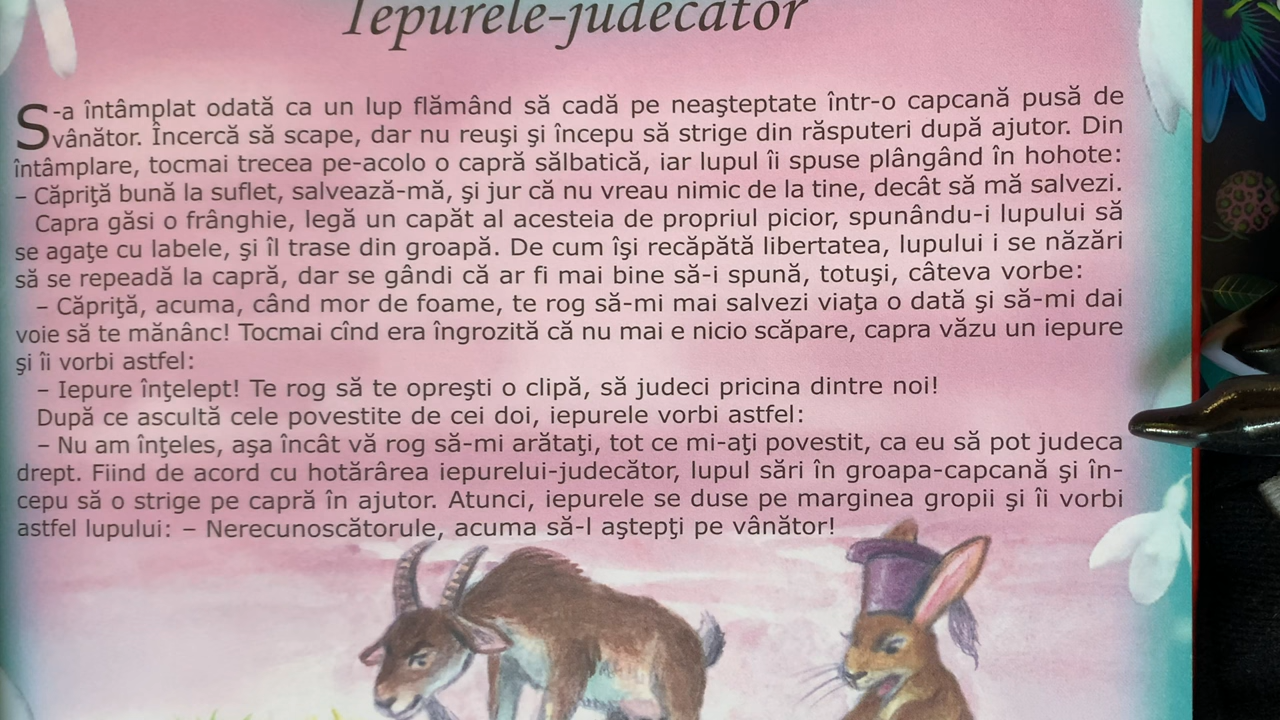 Iepurele-judecător
S-a întâmplat odată ca un lup flămând să cadă pe neaşteptate într-o capcană pusă de
vânător. Încercă să scape, dar nu reuşi şi începu să strige din răsputeri după ajutor. Din
întâmplare, tocmai trecea pe-acolo o capră sălbatică, iar lupul îi spuse plângând în hohote:
– Căpriţă bună la suflet, salvează-mă, şi jur că nu vreau nimic de la tine, decât să mă salvezi.
Capra găsi o frânghie, legă un capăt al acesteia de propriul picior, spunându-i lupului să
se agaţe cu labele, şi îl trase din groapă. De cum îşi recăpătă libertatea, lupului i se năzări
să se repeadă la capră, dar se gândi că ar fi mai bine să-i spună, totuşi, câteva vorbe:
– Căpriţă, acuma, când mor de foame, te rog să-mi mai salvezi viaţa o dată şi să-mi dai
voie să te mănânc! Tocmai cînd era îngrozită că nu mai e nicio scăpare, capra văzu un iepure
şi îi vorbi astfel:
– Iepure înţelept! Te rog să te opreşti o clipă, să judeci pricina dintre noi!
După ce ascultă cele povestite de cei doi, iepurele vorbi astfel:
– Nu am înţeles, aşa încât vă rog să-mi arătaţi, tot ce mi-aţi povestit, ca eu să pot judeca
drept. Fiind de acord cu hotărârea iepurelui-judecător, lupul sări în groapa-capcană şi în-
cepu să o strige pe capră în ajutor. Atunci, iepurele se duse pe marginea gropii şi îi vorbi
astfel lupului: – Nerecunoscătorule, acuma să-l aştepţi pe vânător!